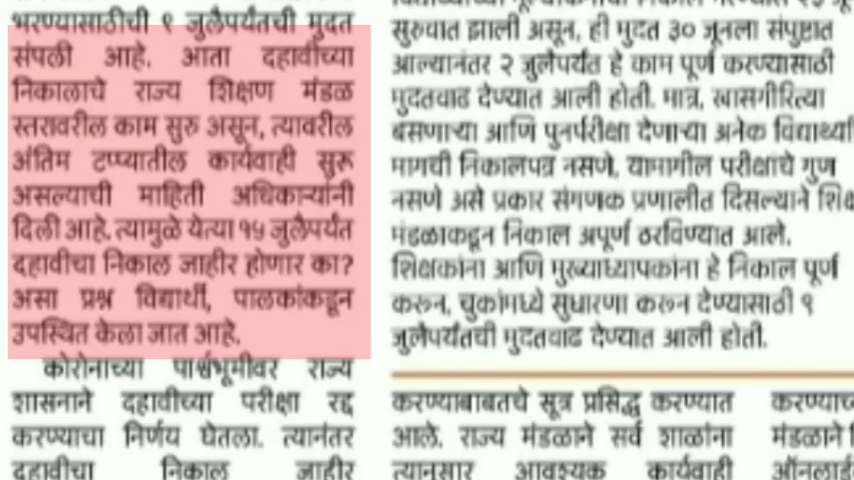 भरण्यासाठीची १ जुलैपर्यंतची मुदत
संपली आहे. आता दहावीच्या
निकालाचे राज्य शिक्षण मंडळ
स्तरावरील काम सुरु असून, त्यावरील
अंतिम टप्प्यातील कार्यवाही सुरू
असल्याची माहिती अधिकाऱ्यांनी
दिली आहे. त्यामुळे येत्या १५ जुलैपर्यंत
दहावीचा निकाल जाहीर होणार का?
असा प्रश्न विद्यार्थी, पालकांकडून
उपस्थित केला जात आहे.
कोरोनाच्या पार्श्वभूमीवर राज्य
शासनाने दहावीच्या परीक्षा रद्द
करण्याचा निर्णय घेतला. त्यानंतर
दहावीचा निकाल जाहीर
सुरुवात झाली असून, ही मुदत ३० जूनला संपुष्टात
आल्यानंतर २ जुलैपर्यंत हे काम पूर्ण करण्यासाठी
मुदतवाढ देण्यात आली होती. मात्र, खासगीरित्या
बसणाऱ्या आणि पुनर्परीक्षा देणाऱ्या अनेक विद्यार्थ्यां
मागची निकालपत्र नसणे, यामागील परीक्षांचे गुण
नसणे असे प्रकार संगणक प्रणालीत दिसल्याने शिक्ष
मंडळाकडून निकाल अपूर्ण ठरविण्यात आले.
शिक्षकांना आणि मुख्याध्यापकांना हे निकाल पूर्ण
करून, चुकांमध्ये सुधारणा करून देण्यासाठी ९
जुलैपर्यंतची मुदतवाढ देण्यात आली होती.
करण्याबाबतचे सूत्र प्रसिद्ध करण्यात
आले. राज्य मंडळाने सर्व शाळांना
त्यानुसार आवश्यक कार्यवाही
मंडळाने